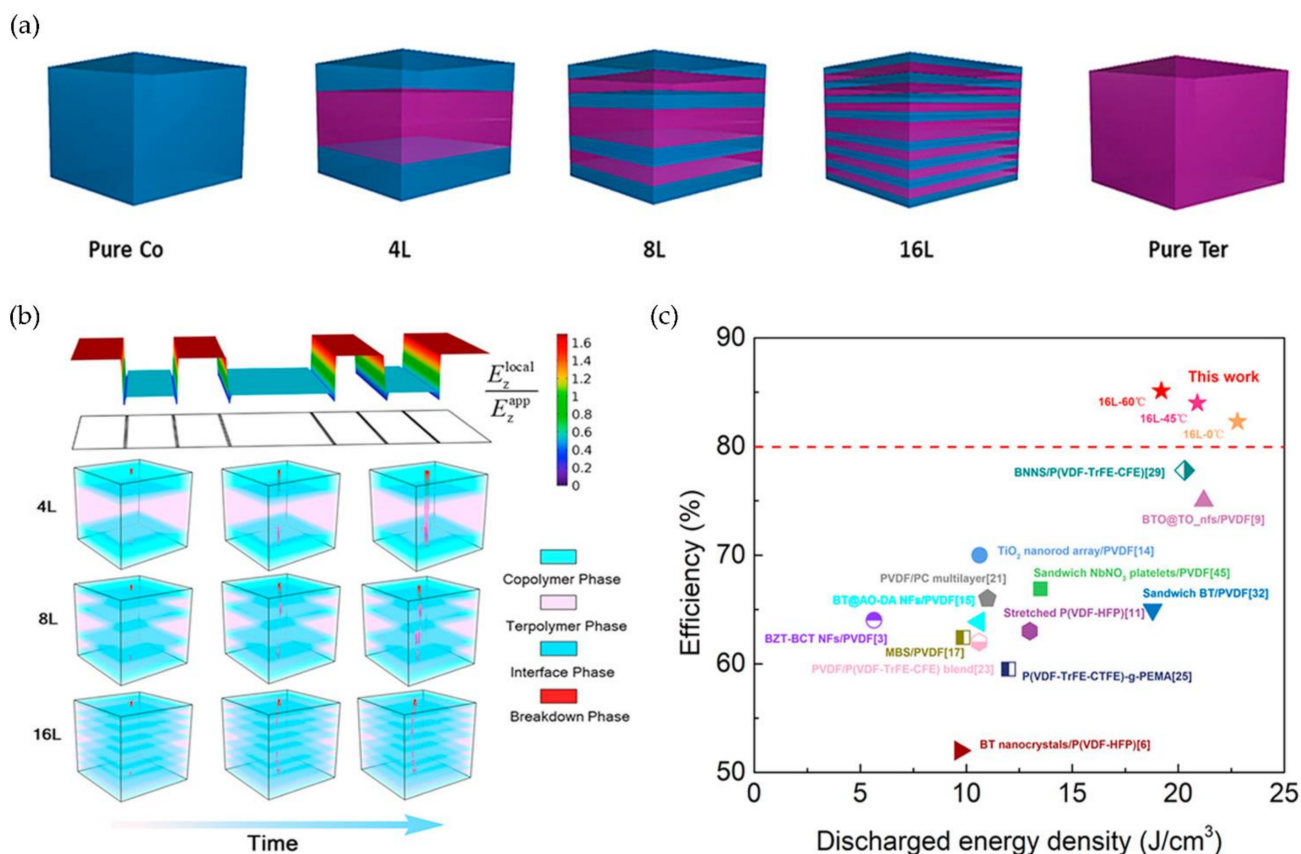 (a)
Pure Co
4L
8L
16L
Pure Ter
(b)
E_z^local
E_z^app
1.6
1.4
1.2
1
0.8
0.6
0.4
0.2
0
4L
8L
16L
Copolymer Phase
Terpolymer Phase
Interface Phase
Breakdown Phase
Time
(c)
90
80
70
60
50
Efficiency (%)
This work
16L-60℃
16L-45℃
16L-0℃
BNNS/P(VDF-TrFE-CFE)[29]
BTO@TO_nfs/PVDF[9]
TiO₂ nanorod array/PVDF[14]
PVDF/PC multilayer[21]
Sandwich NbNO₃ platelets/PVDF[45]
BT@AO-DA NFs/PVDF[15]
Sandwich BT/PVDF[32]
Stretched P(VDF-HFP)[11]
BZT-BCT NFs/PVDF[3]
MBS/PVDF[17]
PVDF/P(VDF-TrFE-CFE) blend[23]
P(VDF-TrFE-CTFE)-g-PEMA[25]
BT nanocrystals/P(VDF-HFP)[6]
0 5 10 15 20 25
Discharged energy density (J/cm³)